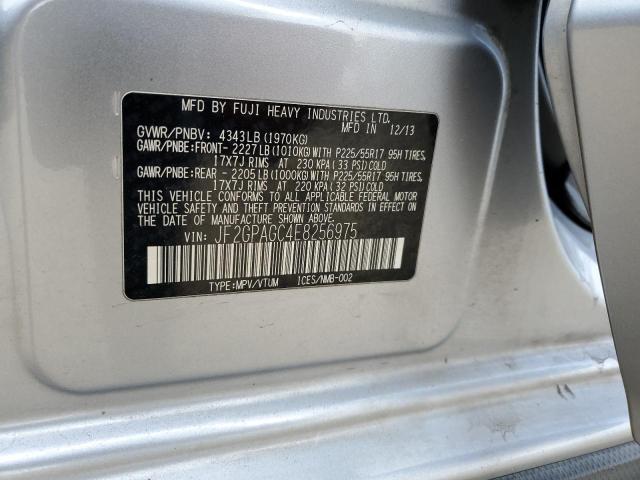 MFD BY FUJI HEAVY INDUSTRIES LTD.
GVWR/PNBV: 4343LB (1970KG) MFD IN 12/13
GAWR/PNBE:FRONT- 2227LB(1010KG)WITH P225/55R17 95H TIRES,
17X7J RIMS AT 230 KPA(33 PSI)COLD
GAWR/PNBE:REAR - 2205LB(1000KG)WITH P225/55R17 95H TIRES,
17X7J RIMS AT 220 KPA(32 PSI)COLD
THIS VEHICLE CONFORMS TO ALL APPLICABLE FEDERAL MOTOR
VEHICLE SAFETY AND THEFT PREVENTION STANDARDS IN EFFECT ON
THE DATE OF MANUFACTURE SHOWN ABOVE.
VIN: JF2GPAGC4E8256975
TYPE:MPV/VTUM ICES/NMB-002